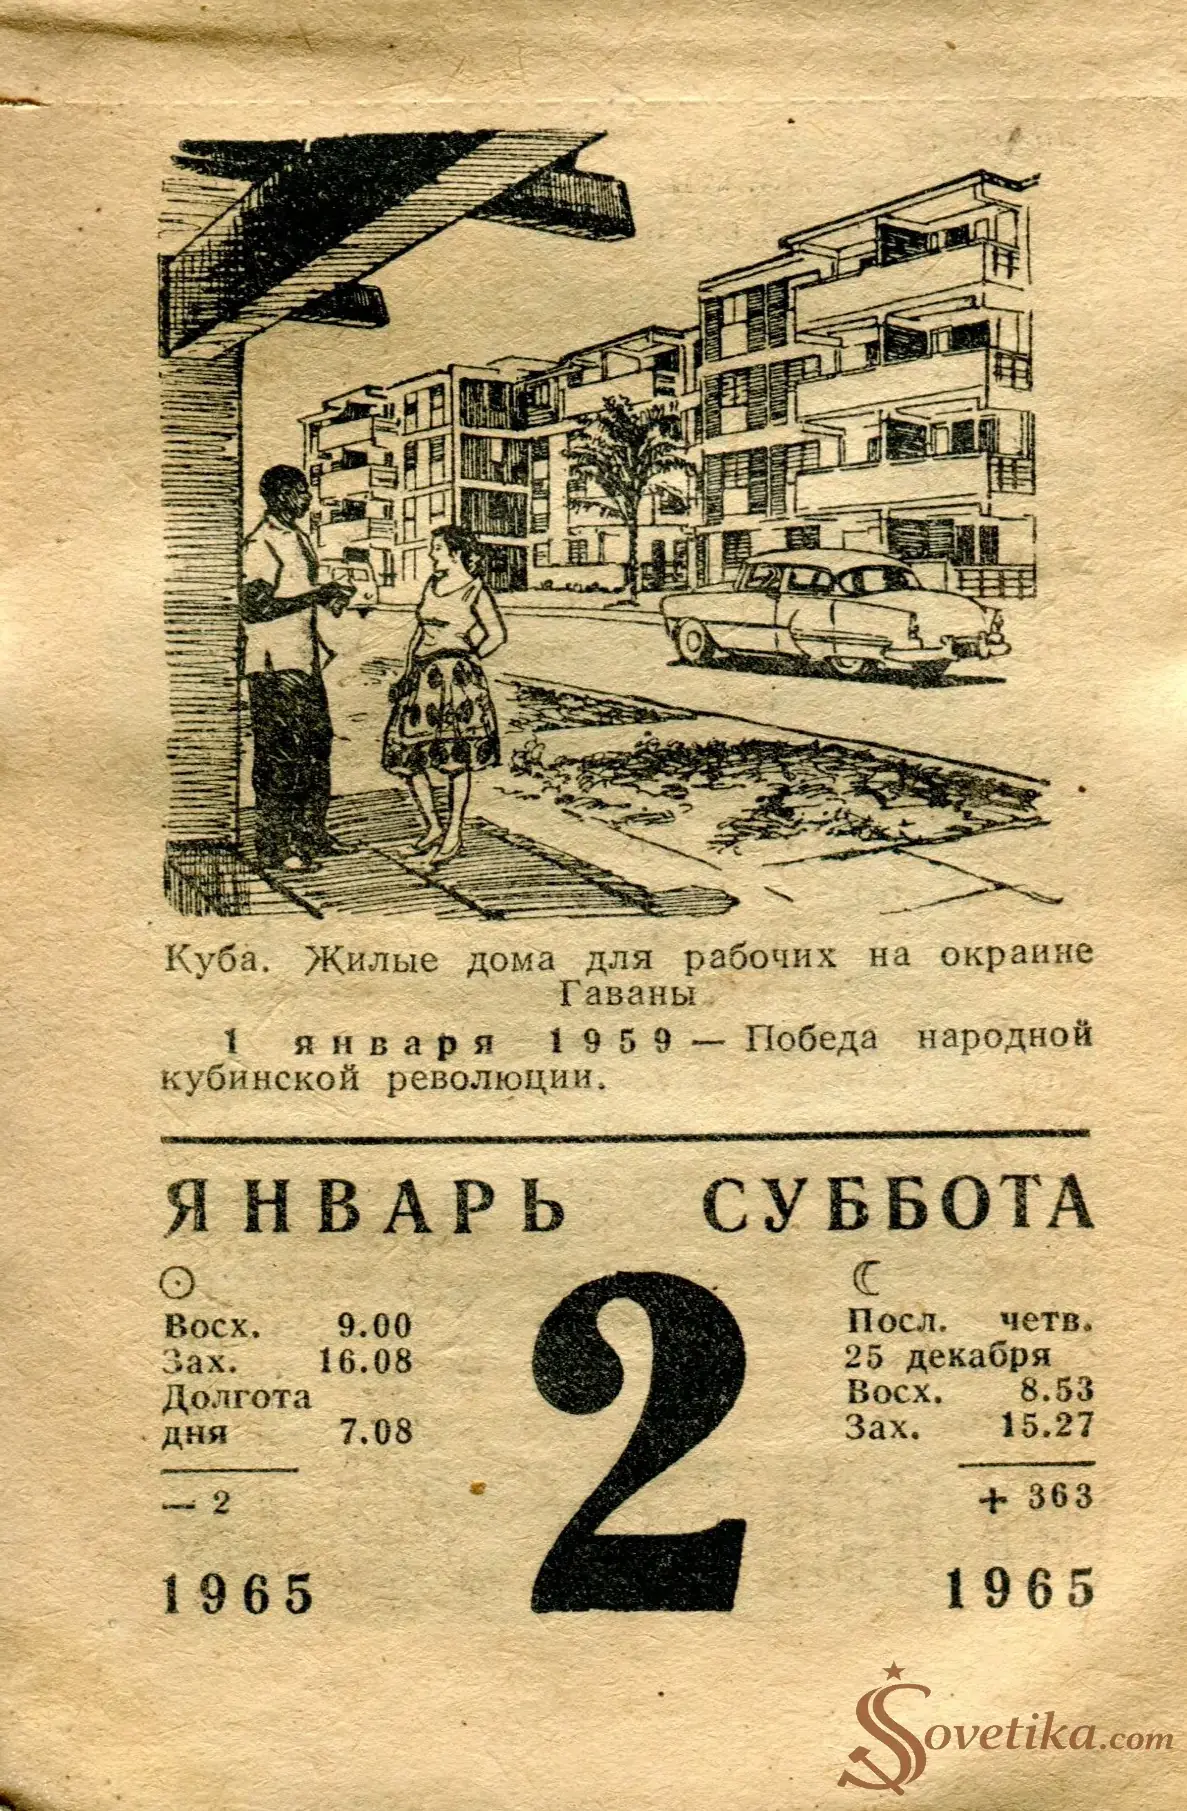 Куба. Жилые дома для рабочих на окраине
Гаваны
1 января 1959 — Победа народной
кубинской революции.
ЯНВАРЬ СУББОТА
Восх. 9.00
Зах. 16.08
Долгота
дня 7.08
— 2
1965
2
Посл. четв.
25 декабря
Восх. 8.53
Зах. 15.27
+ 363
1965
Sovetika.com